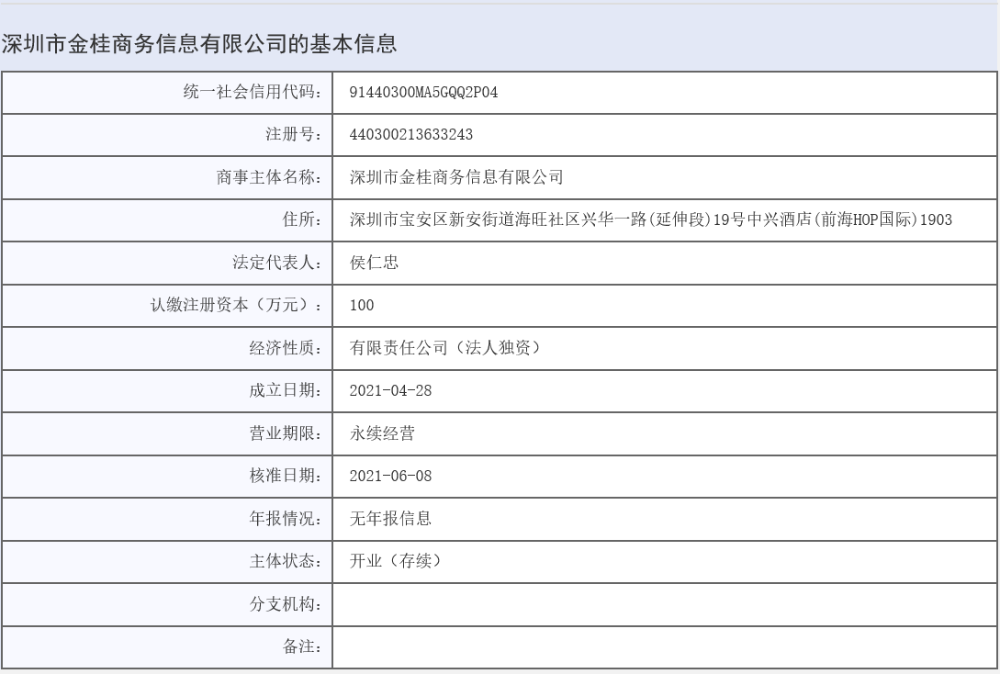 深圳市金桂商务信息有限公司的基本信息
统一社会信用代码： 91440300MA5GQQ2P04
注册号： 440300213633243
商事主体名称： 深圳市金桂商务信息有限公司
住所： 深圳市宝安区新安街道海旺社区兴华一路(延伸段)19号中兴酒店(前海HOP国际)1903
法定代表人： 侯仁忠
认缴注册资本（万元）： 100
经济性质： 有限责任公司（法人独资）
成立日期： 2021-04-28
营业期限： 永续经营
核准日期： 2021-06-08
年报情况： 无年报信息
主体状态： 开业（存续）
分支机构：
备注：